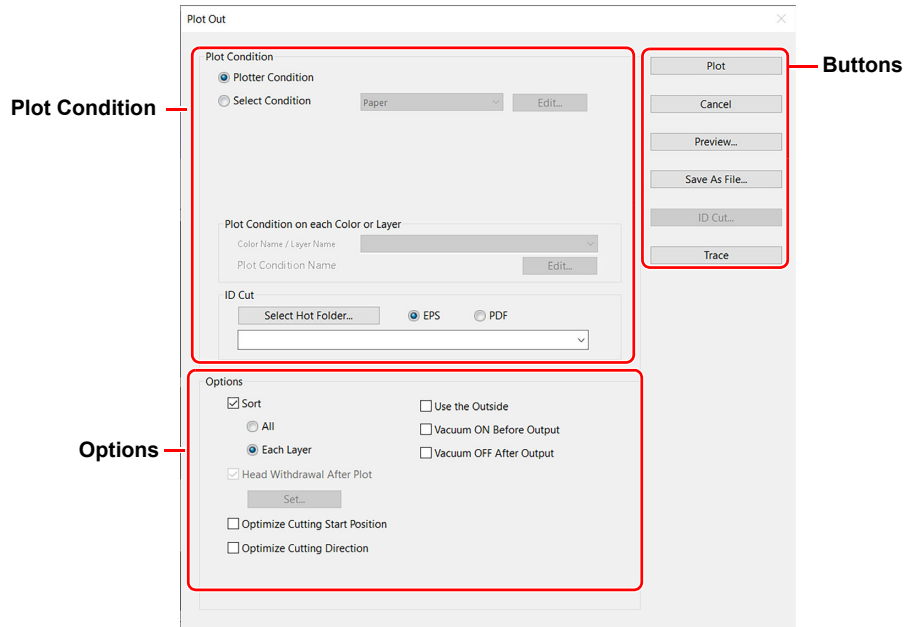 Plot Out
Plot Condition
Plotter Condition
Select Condition
Paper
Edit...
Plot Condition
Plot Condition on each Color or Layer
Color Name / Layer Name
Plot Condition Name
Edit...
ID Cut
Select Hot Folder...
EPS
PDF
Plot
Cancel
Preview...
Save As File...
ID Cut...
Trace
Buttons
Options
Options
Sort
All
Each Layer
Head Withdrawal After Plot
Set...
Optimize Cutting Start Position
Optimize Cutting Direction
Use the Outside
Vacuum ON Before Output
Vacuum OFF After Output